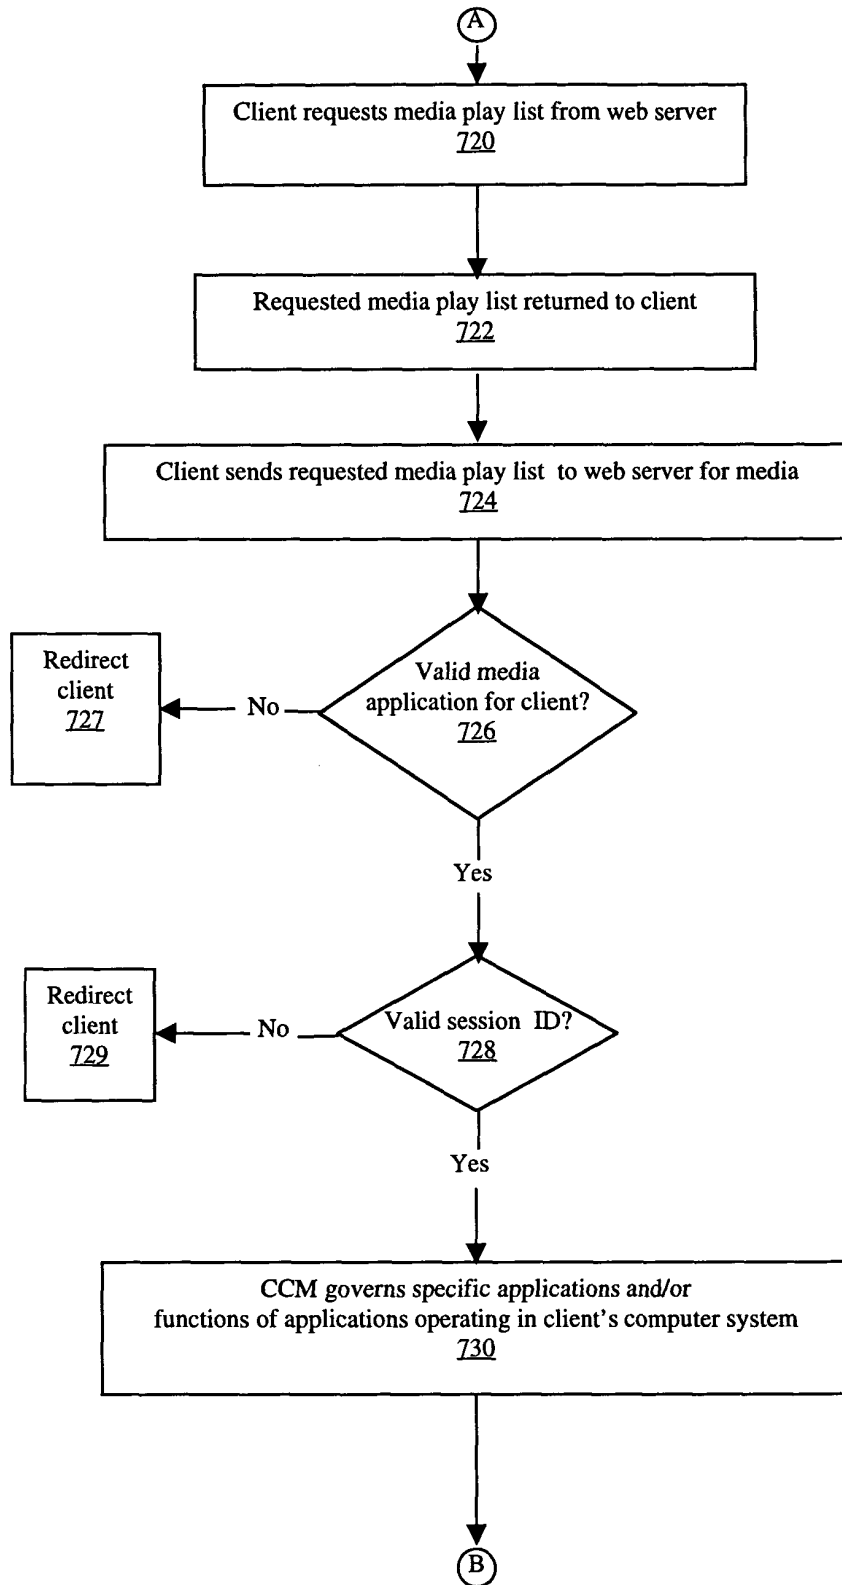 A
Client requests media play list from web server
720
Requested media play list returned to client
722
Client sends requested media play list to web server for media
724
Valid media
application for client?
726
No
Redirect
client
727
Yes
Valid session ID?
728
No
Redirect
client
729
Yes
CCM governs specific applications and/or
functions of applications operating in client's computer system
730
B